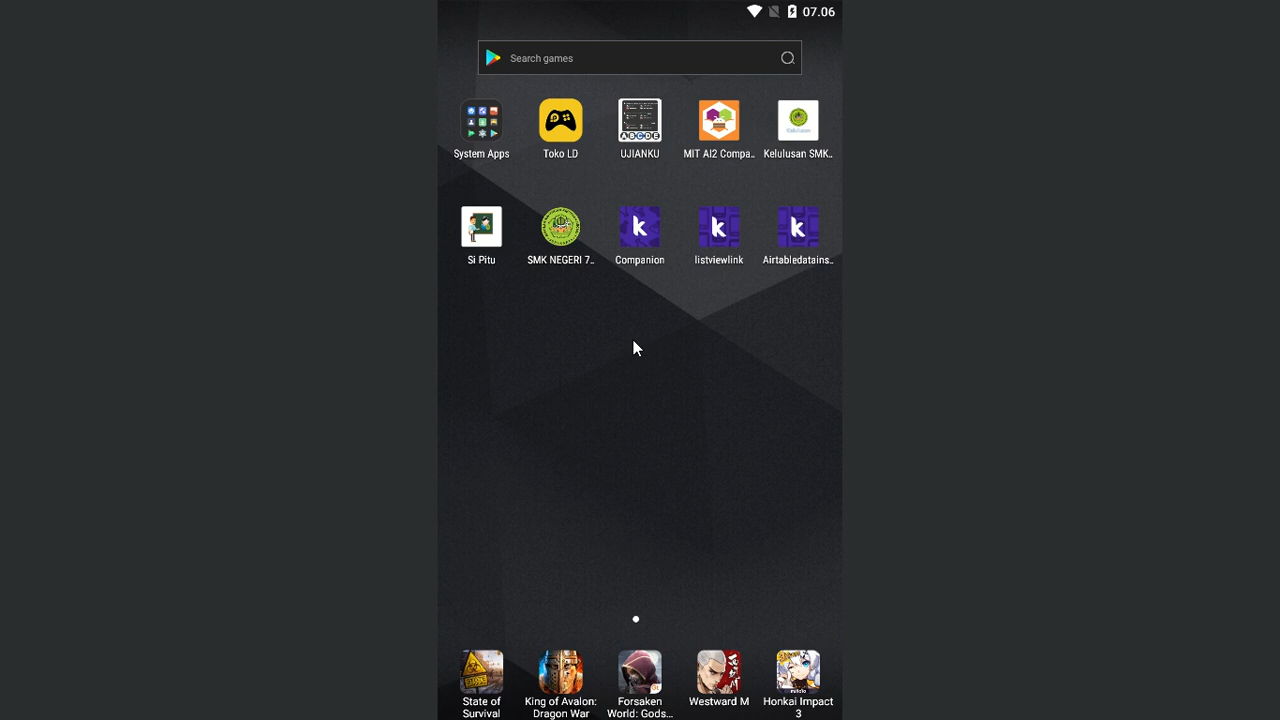 07.06
Search games
System Apps
Toko LD
UJIANKU
MIT AI2 Compa..
Kelulusan SMK..
Si Pitu
SMK NEGERI 7..
Companion
listviewlink
Airtabledatains..
State of
Survival
King of Avalon:
Dragon War
Forsaken
World: Gods...
Westward M
Honkai Impact
3